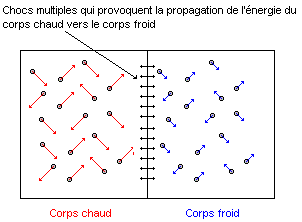 Chocs multiples qui provoquent la propagation de l'énergie du
corps chaud vers le corps froid
Corps chaud
Corps froid